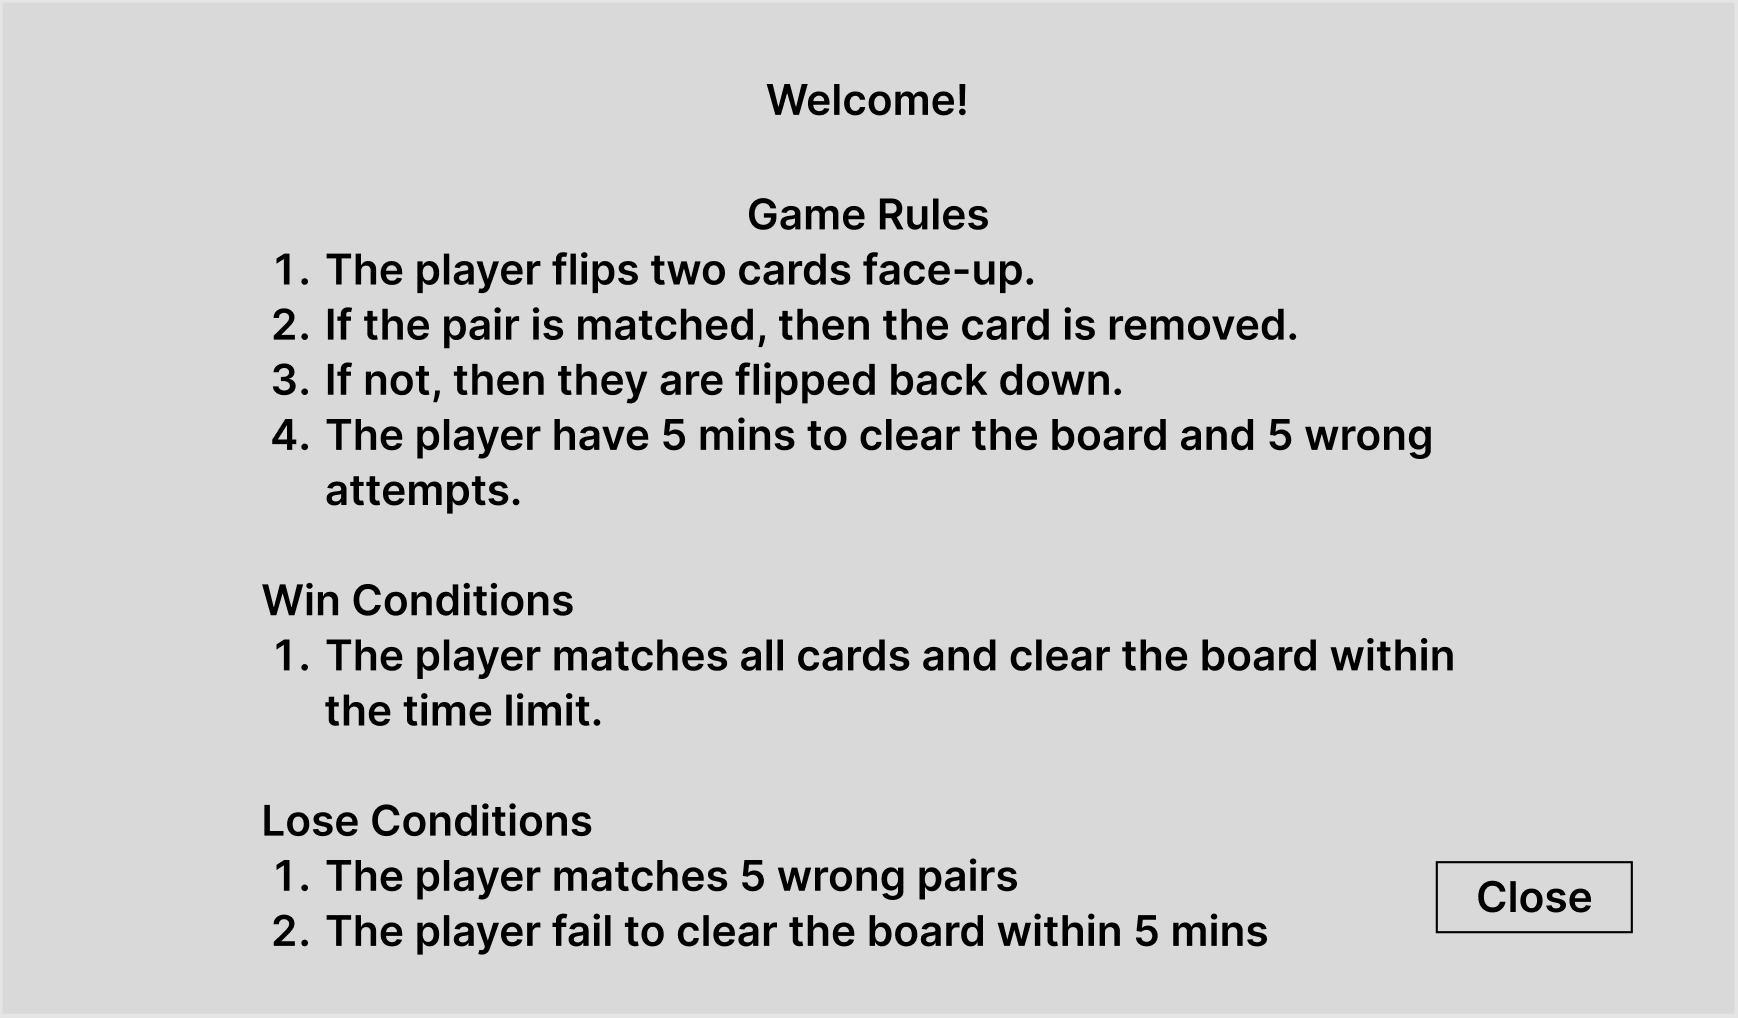 Welcome!
Game Rules
1. The player flips two cards face-up.
2. If the pair is matched, then the card is removed.
3. If not, then they are flipped back down.
4. The player have 5 mins to clear the board and 5 wrong
attempts.
Win Conditions
1. The player matches all cards and clear the board within
the time limit.
Lose Conditions
1. The player matches 5 wrong pairs
2. The player fail to clear the board within 5 mins
Close